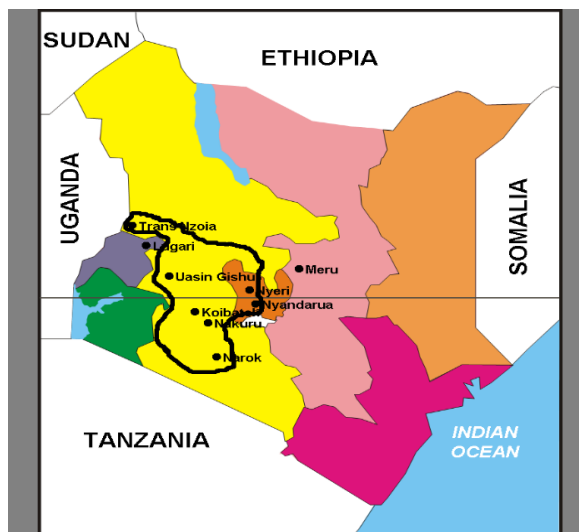 SUDAN
ETHIOPIA
UGANDA
SOMALIA
Trans Nzoia
Lugari
Uasin Gishu
Meru
Nyeri
Nyandarua
Koibatek
Nakuru
Narok
TANZANIA
INDIAN
OCEAN